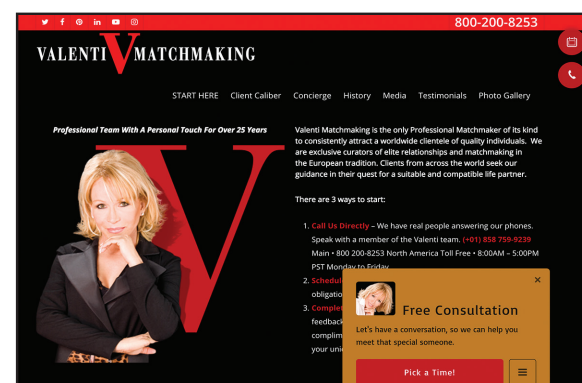 800-200-8253
VALENTI V MATCHMAKING
START HERE Client Caliber Concierge History Media Testimonials Photo Gallery
Professional Team With A Personal Touch For Over 25 Years
V
Valenti Matchmaking is the only Professional Matchmaker of its kind
to consistently attract a worldwide clientele of quality individuals. We
are exclusive curators of elite relationships and matchmaking in
the European tradition. Clients from across the world seek our
guidance in their quest for a suitable and compatible life partner.
There are 3 ways to start:
1. Call Us Directly – We have real people answering our phones.
Speak with a member of the Valenti team. (+01) 858 759-9239
Main • 800 200-8253 North America Toll Free • 8:00AM – 5:00PM
PST Monday to Friday
2. Schedul
obligatio
3. Complet
feedback
complim
your uni
×
Free Consultation
Let's have a conversation, so we can help you
meet that special someone.
Pick a Time!